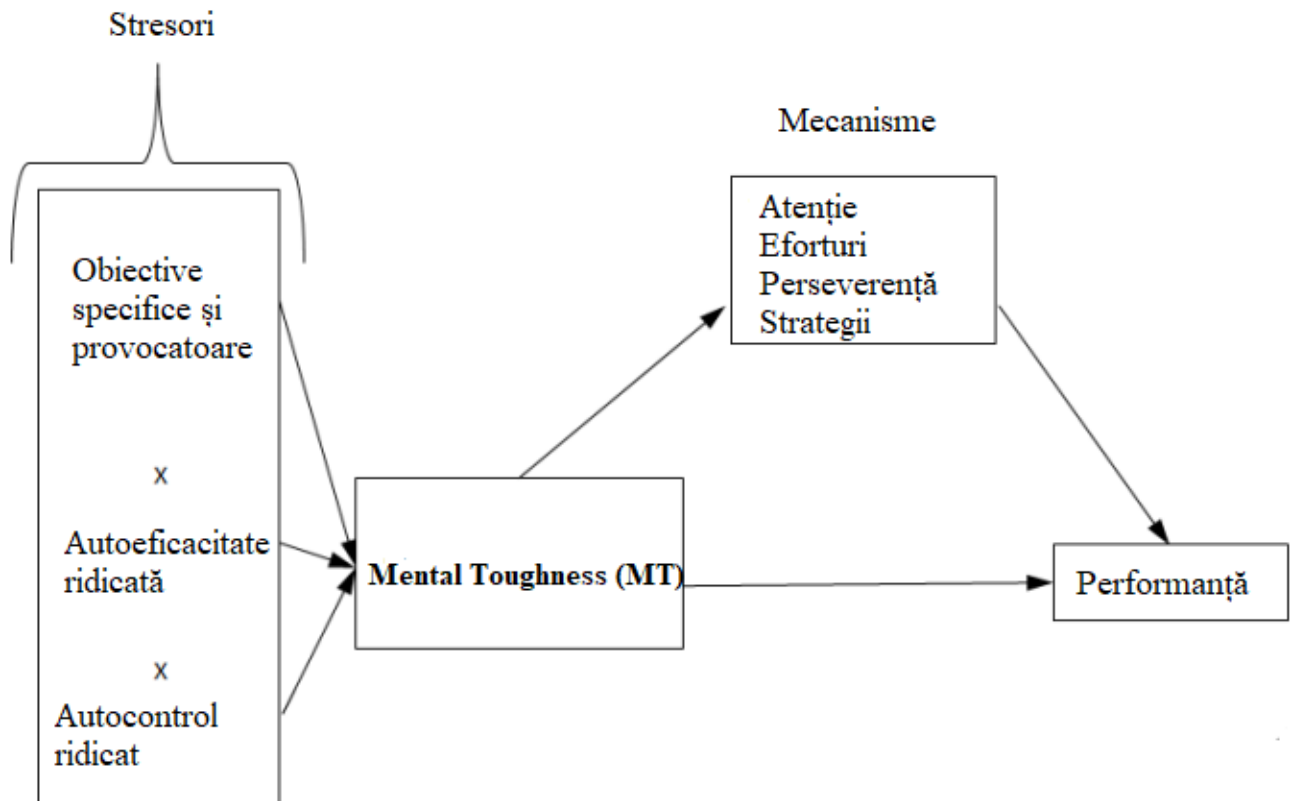 Stresori
Mecanisme
Obiective
specifice și
provocatoare
x
Autoeficacitate
ridicată
x
Autocontrol
ridicat
Mental Toughness (MT)
Atenție
Eforturi
Perseverență
Strategii
Performanță